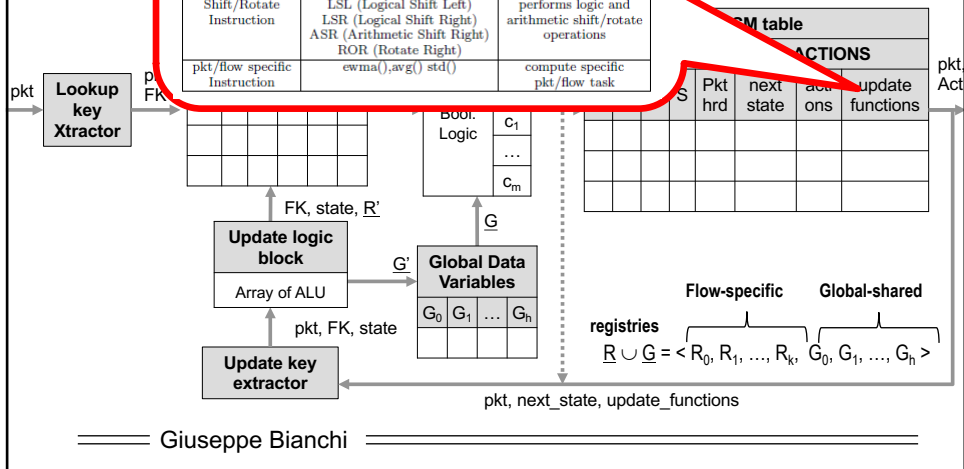 Shift/Rotate
Instruction
LSL (Logical Shift Left)
LSR (Logical Shift Right)
ASR (Arithmetic Shift Right)
ROR (Rotate Right)
performs logic and
arithmetic shift/rotate
operations
pkt/flow specific
Instruction
ewma(),avg() std()
compute specific
pkt/flow task
SM table
ACTIONS
pkt
Lookup
key
Xtractor
FK
Bool.
Logic
c1
…
cm
S
Pkt
hrd
next
state
acti
ons
update
functions
pkt,
Act
FK, state, R'
G
Update logic
block
Array of ALU
G'
Global Data
Variables
G0 G1 … Gh
pkt, FK, state
Update key
extractor
Flow-specific Global-shared
registries
R ∪ G = < R0, R1, …, Rk, G0, G1, …, Gh >
pkt, next_state, update_functions
Giuseppe Bianchi